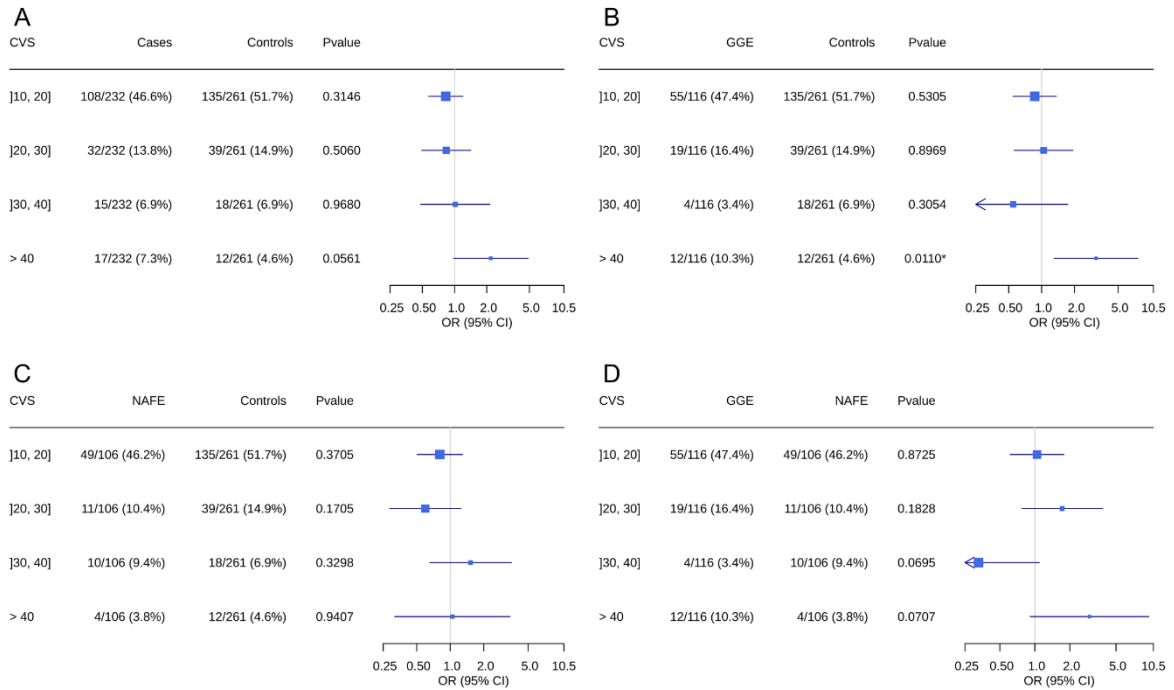 A
CVS Cases Controls Pvalue
]10, 20] 108/232 (46.6%) 135/261 (51.7%) 0.3146
]20, 30] 32/232 (13.8%) 39/261 (14.9%) 0.5060
]30, 40] 15/232 (6.9%) 18/261 (6.9%) 0.9680
> 40 17/232 (7.3%) 12/261 (4.6%) 0.0561
0.25 0.50 1.0 2.0 5.0 10.5
OR (95% CI)
B
CVS GGE Controls Pvalue
]10, 20] 55/116 (47.4%) 135/261 (51.7%) 0.5305
]20, 30] 19/116 (16.4%) 39/261 (14.9%) 0.8969
]30, 40] 4/116 (3.4%) 18/261 (6.9%) 0.3054
> 40 12/116 (10.3%) 12/261 (4.6%) 0.0110*
0.25 0.50 1.0 2.0 5.0 10.5
OR (95% CI)
C
CVS NAFE Controls Pvalue
]10, 20] 49/106 (46.2%) 135/261 (51.7%) 0.3705
]20, 30] 11/106 (10.4%) 39/261 (14.9%) 0.1705
]30, 40] 10/106 (9.4%) 18/261 (6.9%) 0.3298
> 40 4/106 (3.8%) 12/261 (4.6%) 0.9407
0.25 0.50 1.0 2.0 5.0 10.5
OR (95% CI)
D
CVS GGE NAFE Pvalue
]10, 20] 55/116 (47.4%) 49/106 (46.2%) 0.8725
]20, 30] 19/116 (16.4%) 11/106 (10.4%) 0.1828
]30, 40] 4/116 (3.4%) 10/106 (9.4%) 0.0695
> 40 12/116 (10.3%) 4/106 (3.8%) 0.0707
0.25 0.50 1.0 2.0 5.0 10.5
OR (95% CI)